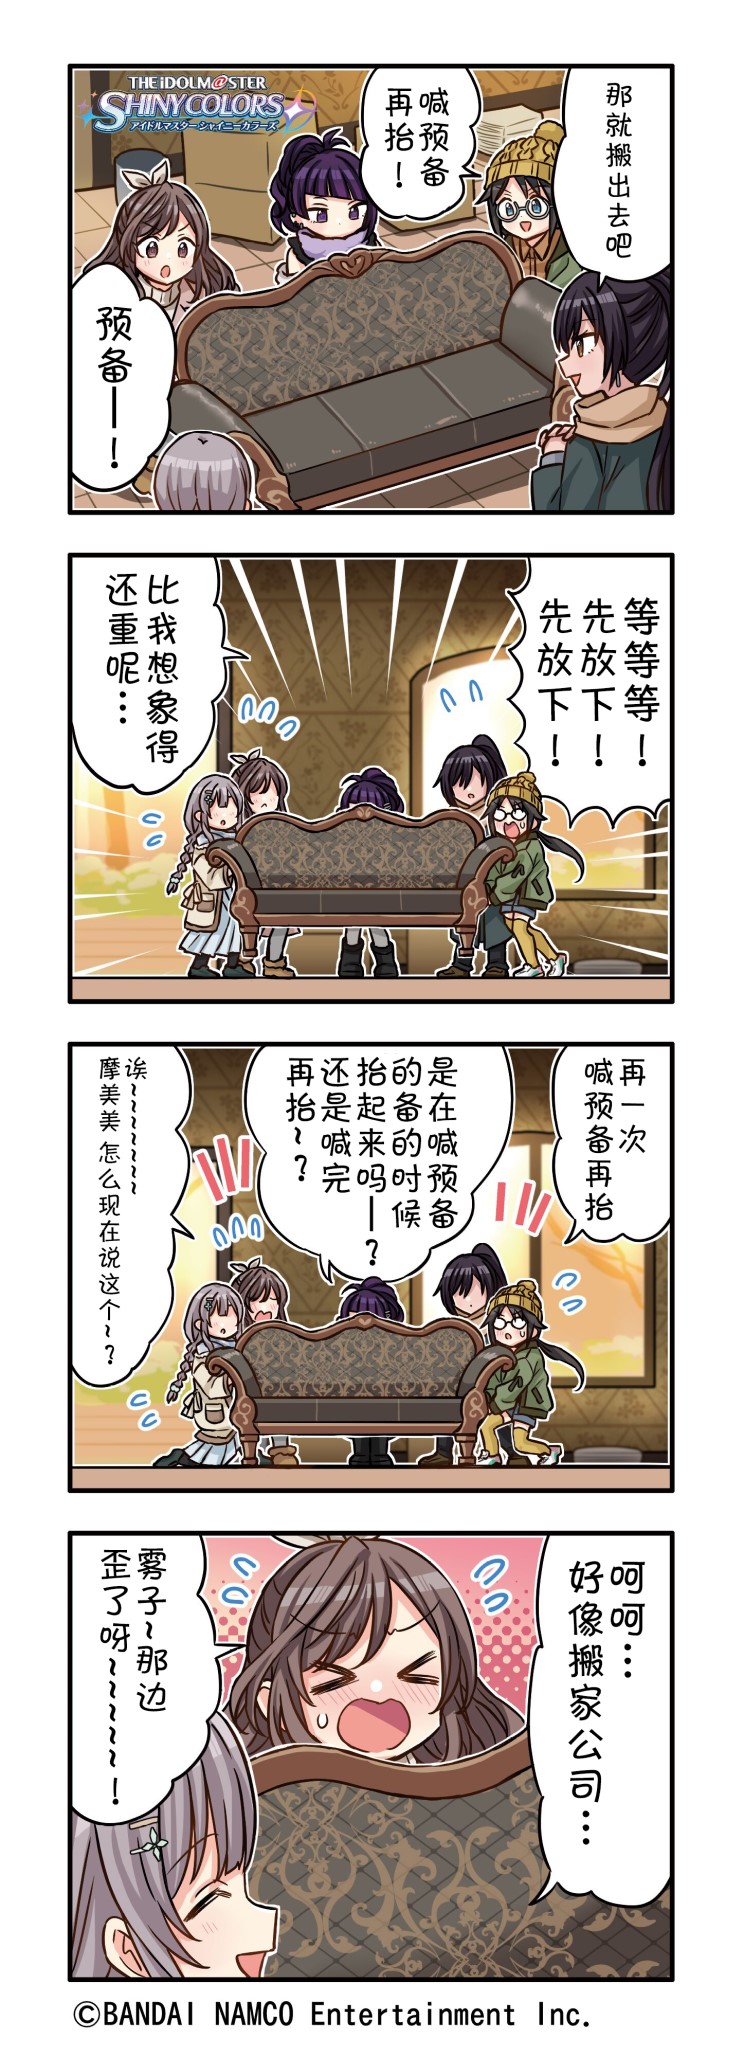 THE iDOLM@STER
SHINYCOLORS
アイドルマスター シャイニーカラーズ
那就搬出去吧
喊预备
再抬！
预备——！
等等等！
先放下！
先放下！
比我想象得
还重呢…
再一次
喊预备再抬
是在喊预备
的备的时候
抬起来吗——？
还是喊完
再抬~？
诶~~~~~~~
摩美美 怎么现在说这个~？
呵呵…
好像搬家公司…
雾子~那边
歪了呀~~~~~！
©BANDAI NAMCO Entertainment Inc.